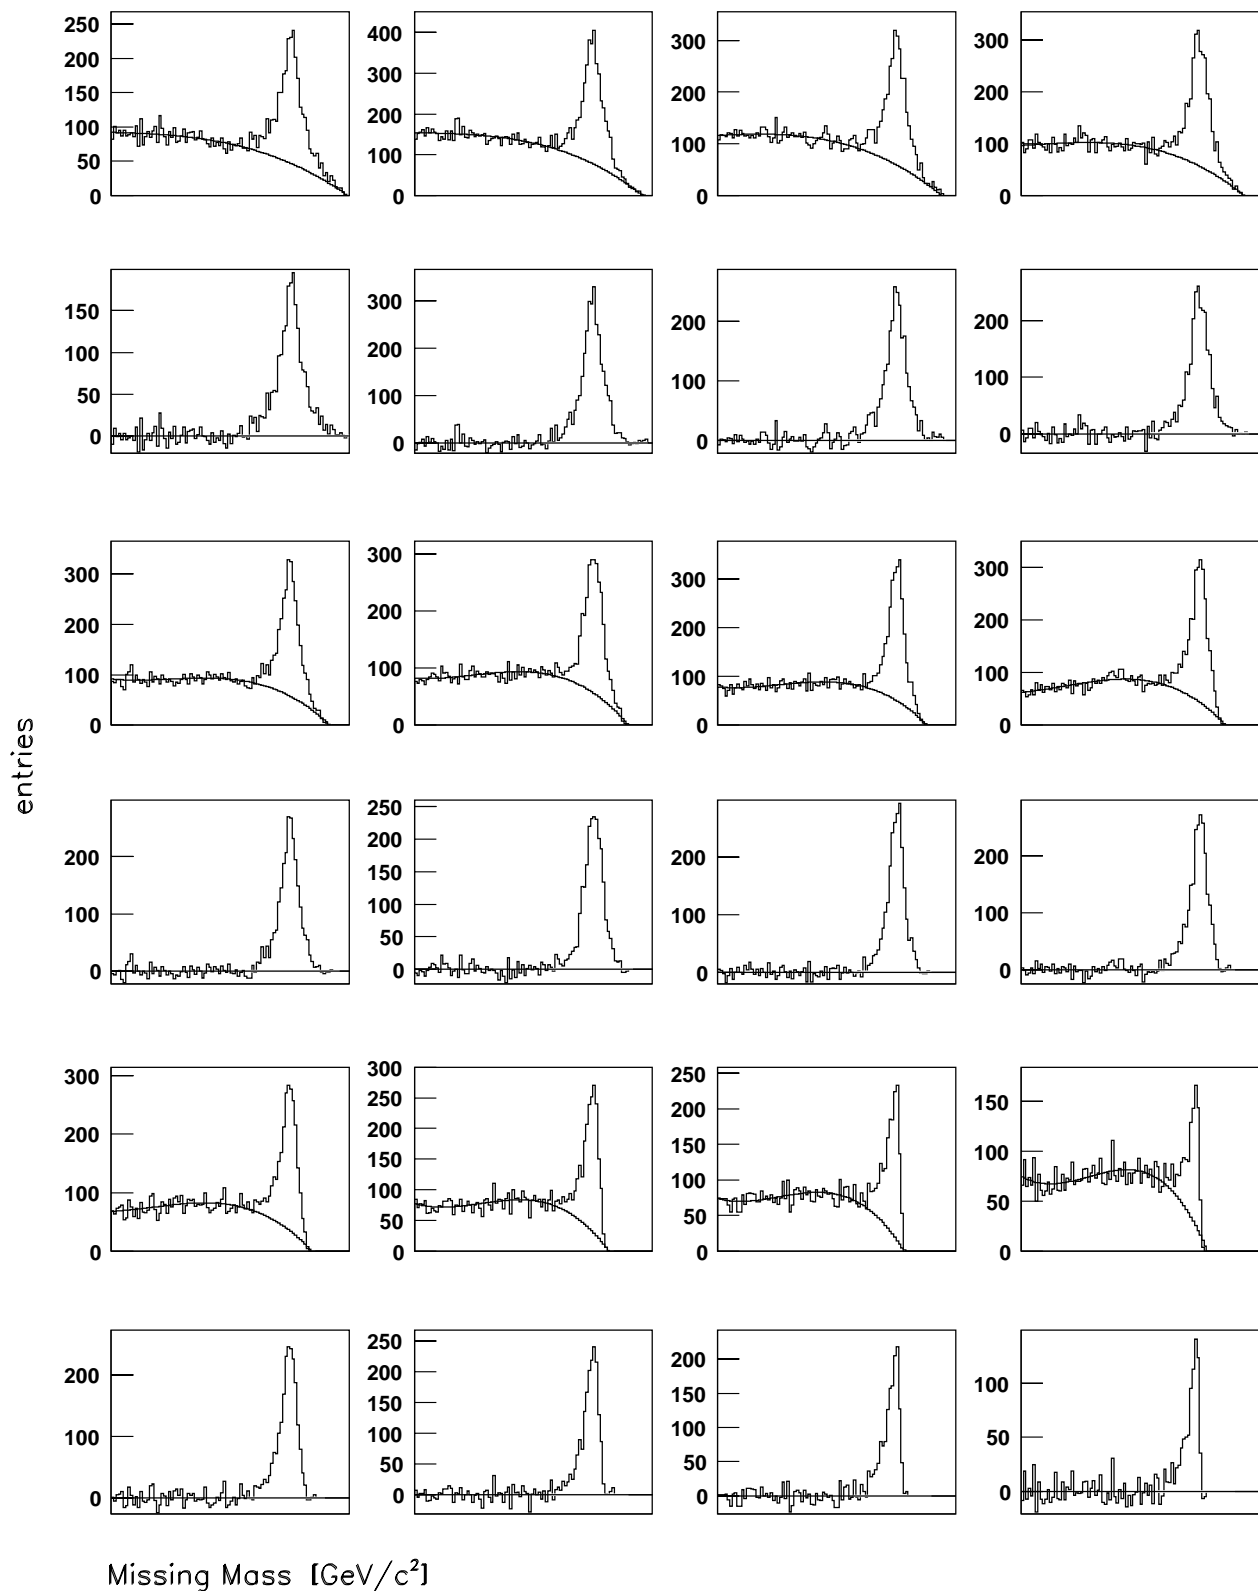 250 400 300 300
200
150 300 200 200
100 200 100 100
50 100
0 0 0 0
150 300 200 200
100 200 100 100
50 100
0 0 0 0
300 300 300 300
200 200 200 200
100 100 100 100
0 0 0 0
entries
200 250 200 200
200
150
100 100 100 100
50
0 0 0 0
300 300 250 150
250 200
200 200 150 100
150
100 100 100 50
50 50
0 0 0 0
200 250 200 100
200
150 150
100 100 100 50
50 50
0 0 0 0
Missing Mass [GeV/c²]